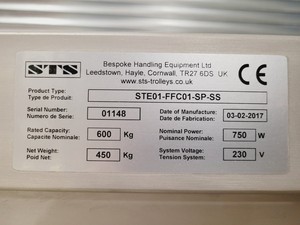 STS
Bespoke Handling Equipment Ltd
Leedstown, Hayle, Cornwall, TR27 6DS UK
www.sts-trolleys.co.uk
CE
Product Type:
Type de Produit:
STE01-FFC01-SP-SS
Serial Number:
Numero de Serie:
01148
Date of Manufacture:
Date de Fabrication:
03-02-2017
Rated Capacity:
Capacite Nominale:
600 Kg
Nominal Power:
Puisance Nominale:
750 W
Net Weight:
Poid Net:
450 Kg
System Voltage:
Tension System:
230 V